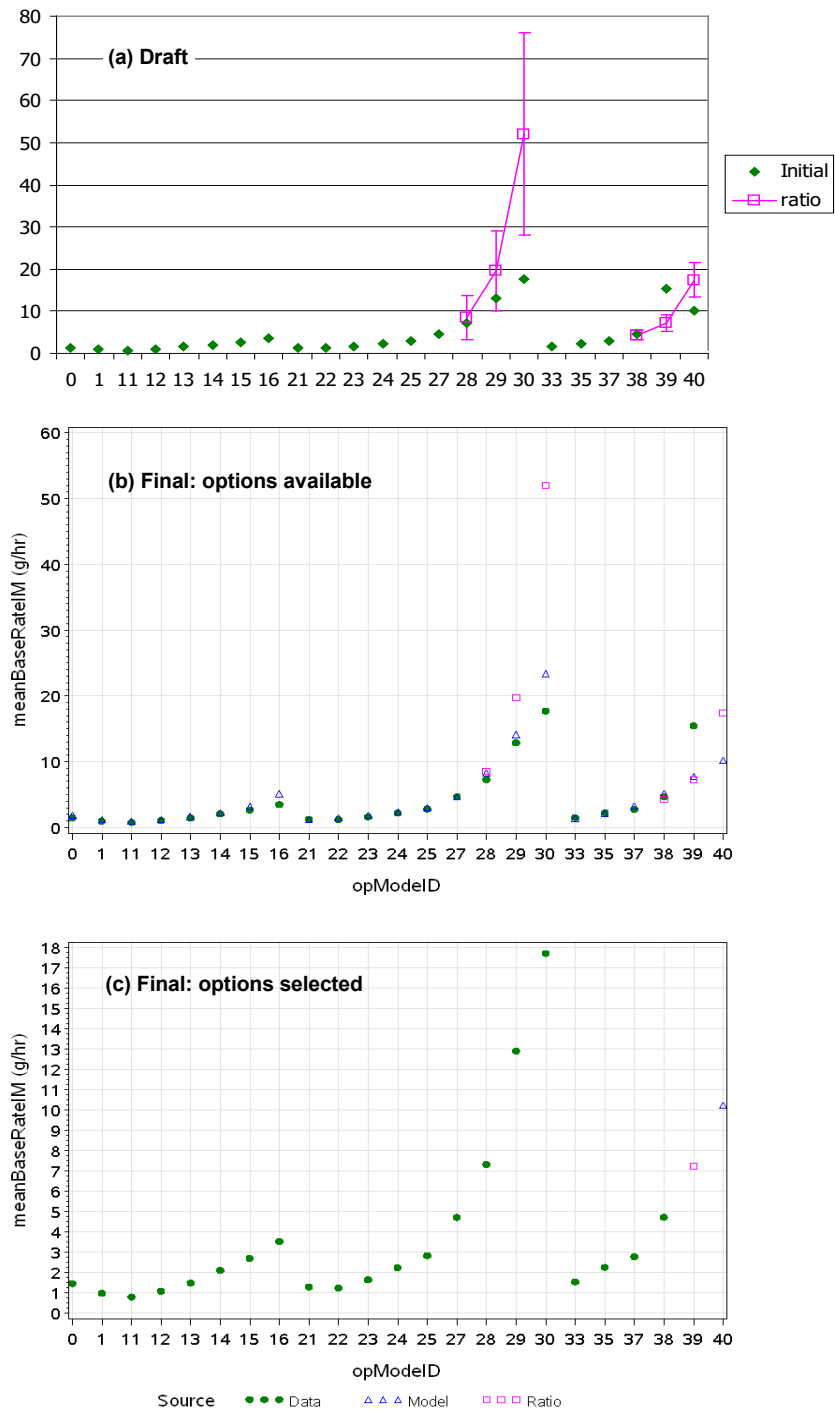 80
70
60
50
40
30
20
10
0
(a) Draft
0 1 11 12 13 14 15 16 21 22 23 24 25 27 28 29 30 33 35 37 38 39 40
Initial
ratio
60
50
40
30
20
10
0
meanBaseRateIM (g/hr)
(b) Final: options available
0 1 11 12 13 14 15 16 21 22 23 24 25 27 28 29 30 33 35 37 38 39 40
opModeID
18
17
16
15
14
13
12
11
10
9
8
7
6
5
4
3
2
1
0
meanBaseRateIM (g/hr)
(c) Final: options selected
0 1 11 12 13 14 15 16 21 22 23 24 25 27 28 29 30 33 35 37 38 39 40
opModeID
Source Data Model Ratio